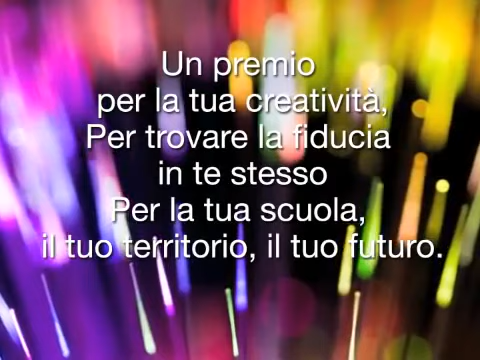 Un premio
per la tua creatività,
Per trovare la fiducia
in te stesso
Per la tua scuola,
il tuo territorio, il tuo futuro.